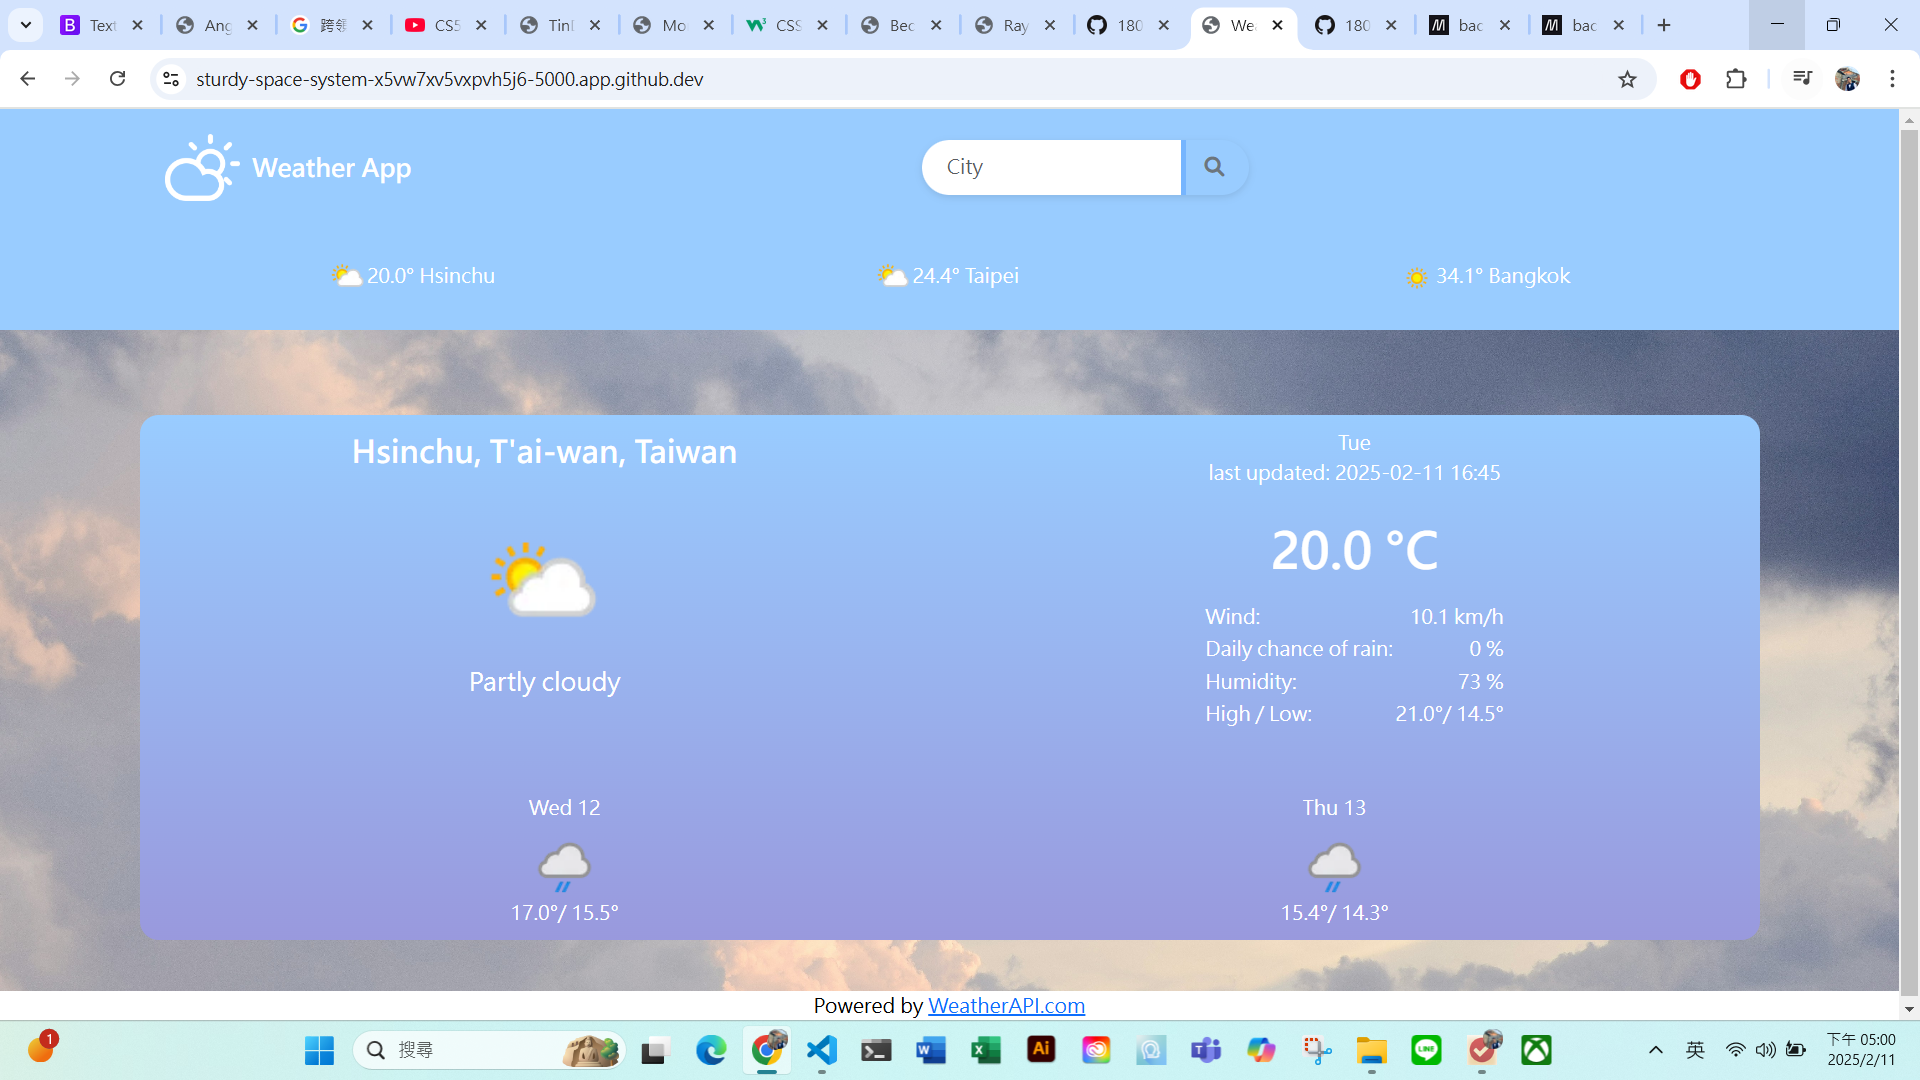 Text
Ang
跨領
CS5
Tin
Mo
CSS
Bec
Ray
180
Wea
180
bac
bac
sturdy-space-system-x5vw7xv5vxpvh5j6-5000.app.github.dev
Weather App
City
20.0° Hsinchu
24.4° Taipei
34.1° Bangkok
Hsinchu, T'ai-wan, Taiwan
Tue
last updated: 2025-02-11 16:45
20.0 °C
Partly cloudy
Wind: 10.1 km/h
Daily chance of rain: 0 %
Humidity: 73 %
High / Low: 21.0°/ 14.5°
Wed 12
Thu 13
17.0°/ 15.5°
15.4°/ 14.3°
Powered by WeatherAPI.com
1
搜尋
英
下午 05:00
2025/2/11